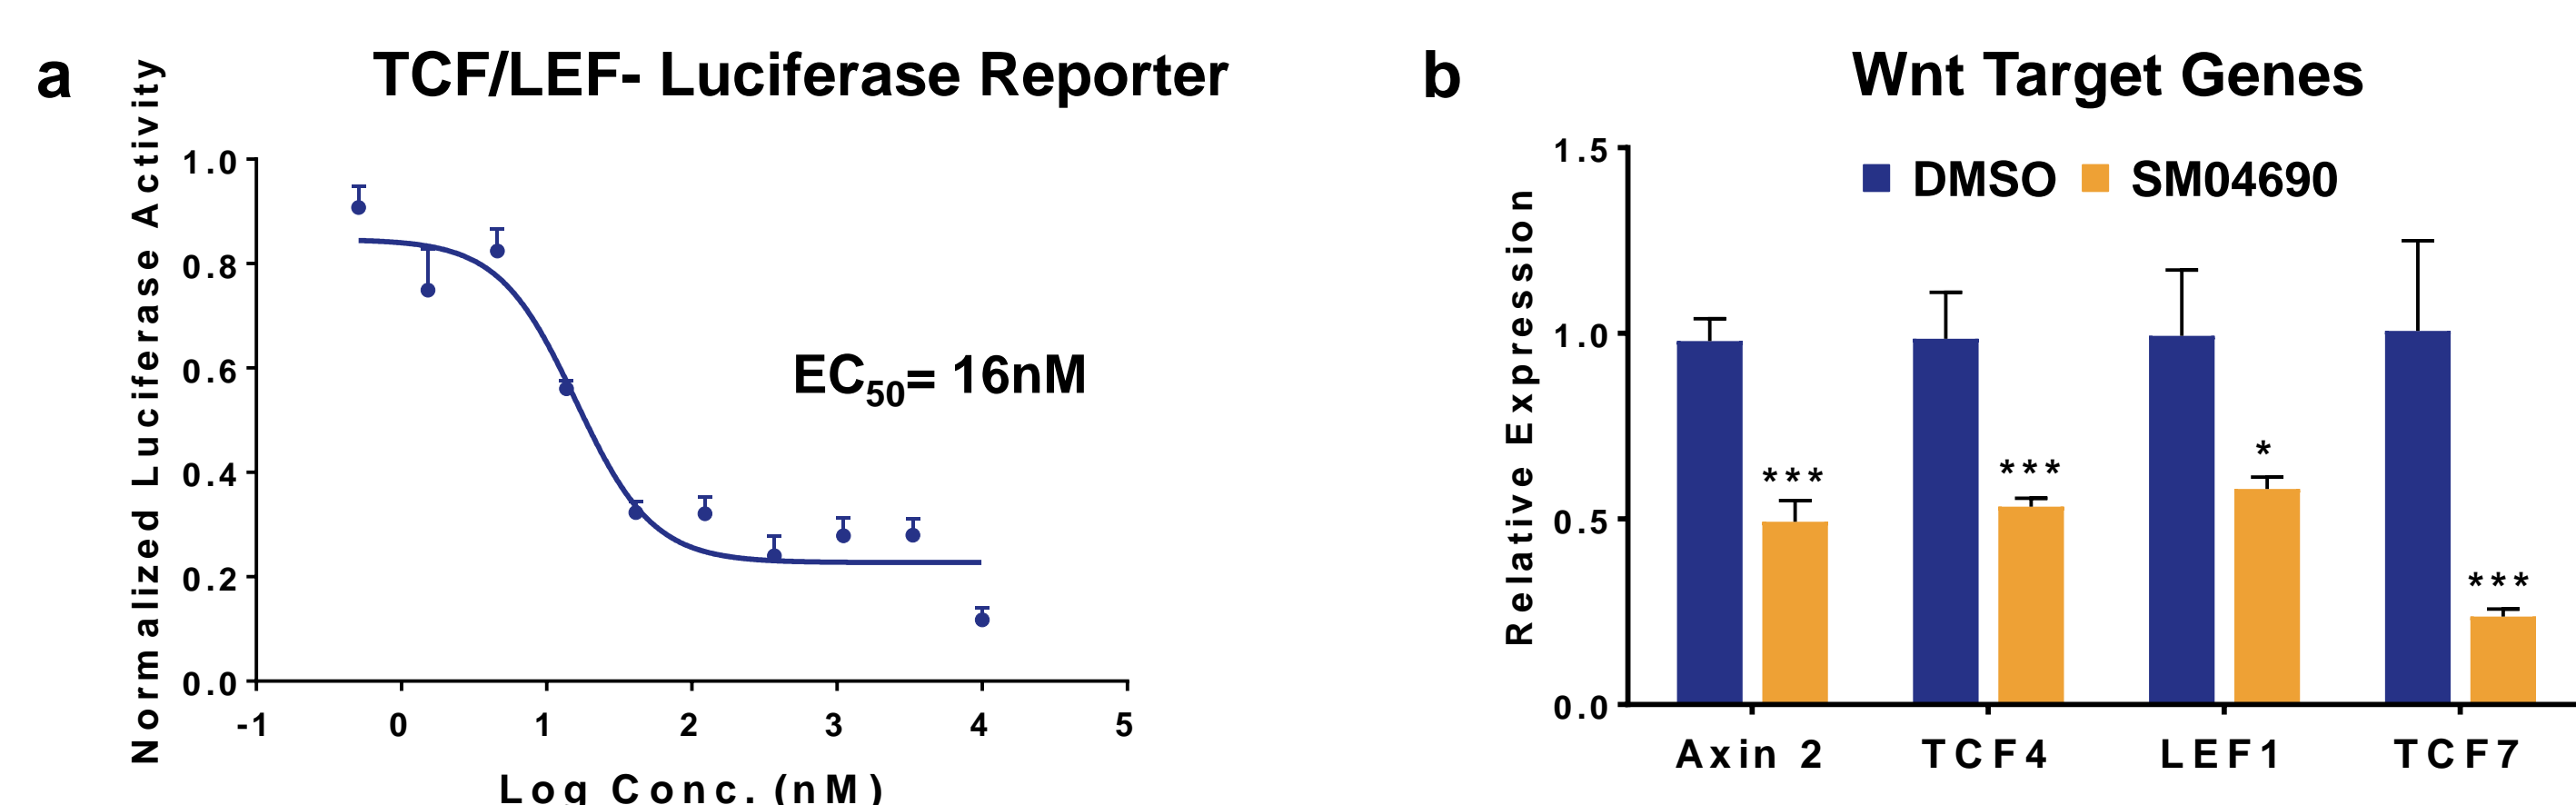 a
TCF/LEF- Luciferase Reporter
Normalized Luciferase Activity
1.0
0.8
0.6
0.4
0.2
0.0
EC50= 16nM
-1 0 1 2 3 4 5
Log Conc. (nM)
b
Wnt Target Genes
DMSO SM04690
Relative Expression
1.5
1.0
0.5
0.0
*** *** * ***
Axin 2 TCF4 LEF1 TCF7